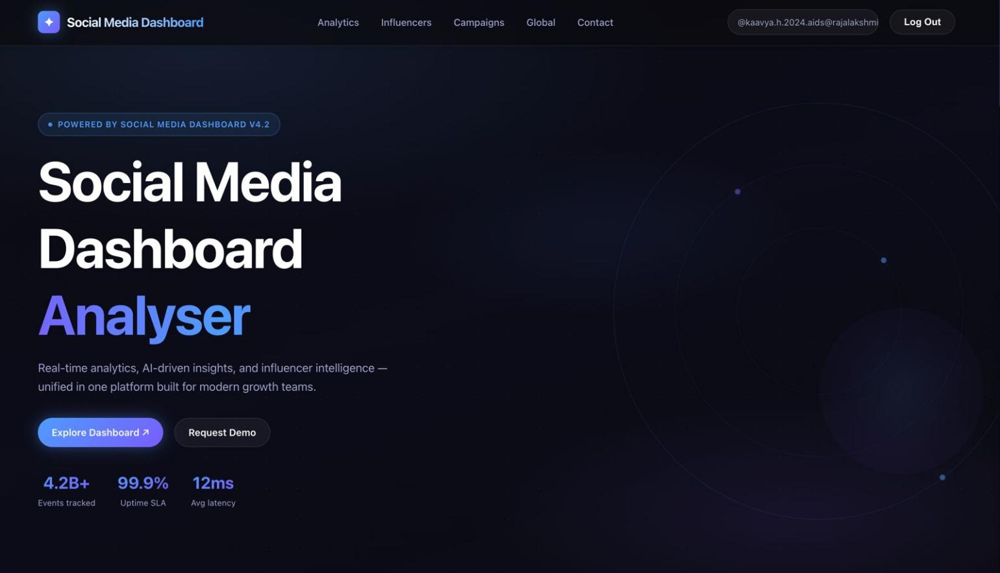 Social Media Dashboard
Analytics Influencers Campaigns Global Contact
@kaavya.h.2024.aids@rajalakshmi
Log Out
POWERED BY SOCIAL MEDIA DASHBOARD V4.2
Social Media
Dashboard
Analyser
Real-time analytics, AI-driven insights, and influencer intelligence —
unified in one platform built for modern growth teams.
Explore Dashboard ↗ Request Demo
4.2B+ 99.9% 12ms
Events tracked Uptime SLA Avg latency